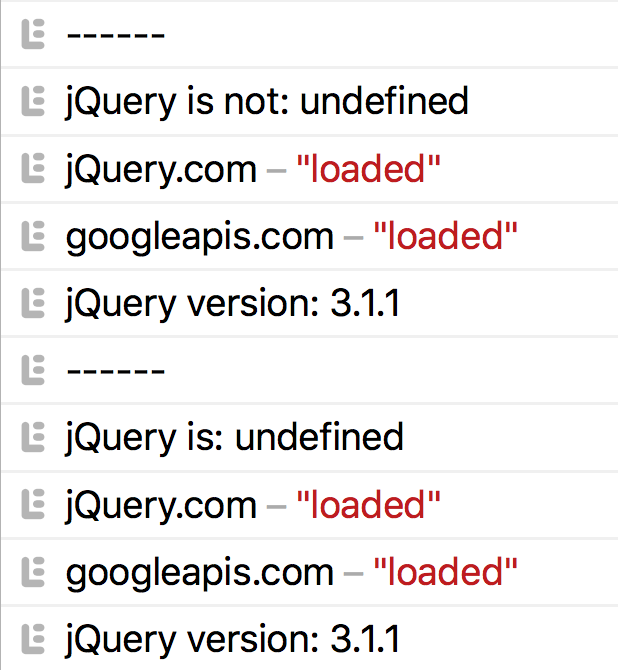 ------
jQuery is not: undefined
jQuery.com – "loaded"
googleapis.com – "loaded"
jQuery version: 3.1.1
------
jQuery is: undefined
jQuery.com – "loaded"
googleapis.com – "loaded"
jQuery version: 3.1.1